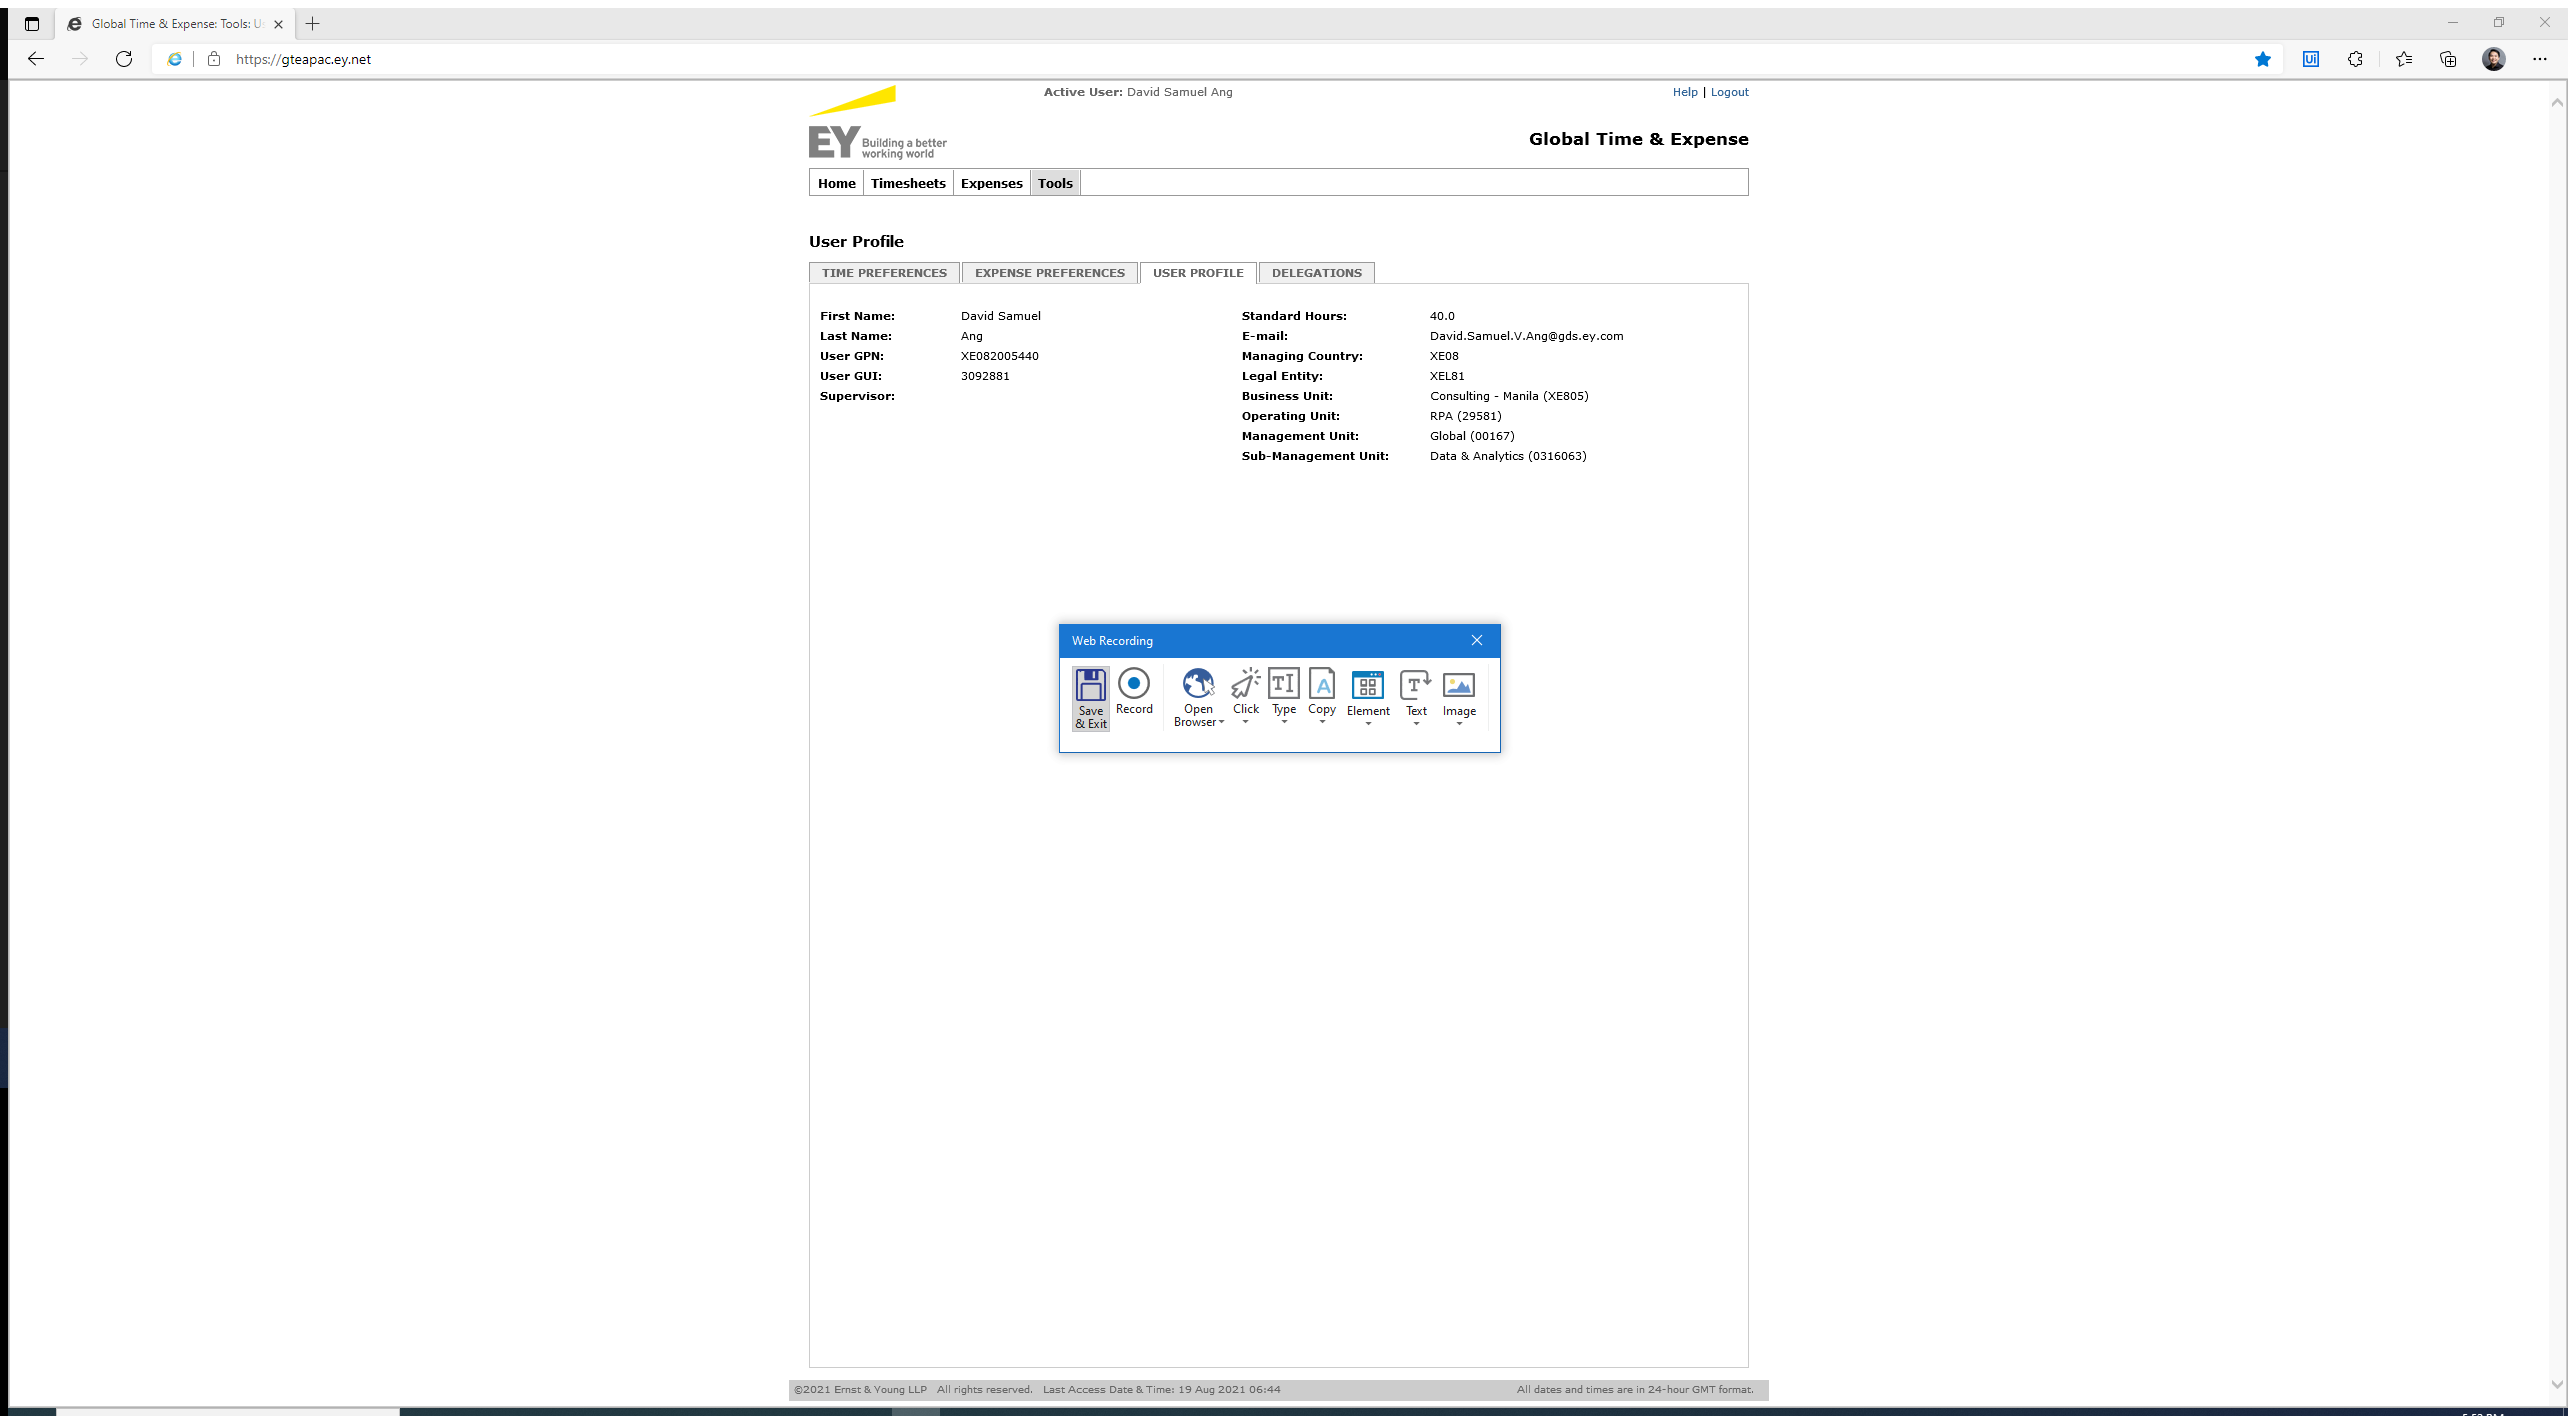 Global Time & Expense: Tools: U
https://gteapac.ey.net
Active User: David Samuel Ang
Help | Logout
EY Building a better
working world
Global Time & Expense
Home Timesheets Expenses Tools
User Profile
TIME PREFERENCES EXPENSE PREFERENCES USER PROFILE DELEGATIONS
First Name: David Samuel Standard Hours: 40.0
Last Name: Ang E-mail: David.Samuel.V.Ang@gds.ey.com
User GPN: XE082005440 Managing Country: XE08
User GUI: 3092881 Legal Entity: XEL81
Supervisor: Business Unit: Consulting - Manila (XE805)
Operating Unit: RPA (29581)
Management Unit: Global (00167)
Sub-Management Unit: Data & Analytics (0316063)
Web Recording
Save & Exit Record Open Browser Click Type Copy Element Text Image
©2021 Ernst & Young LLP All rights reserved. Last Access Date & Time: 19 Aug 2021 06:44 All dates and times are in 24-hour GMT format.